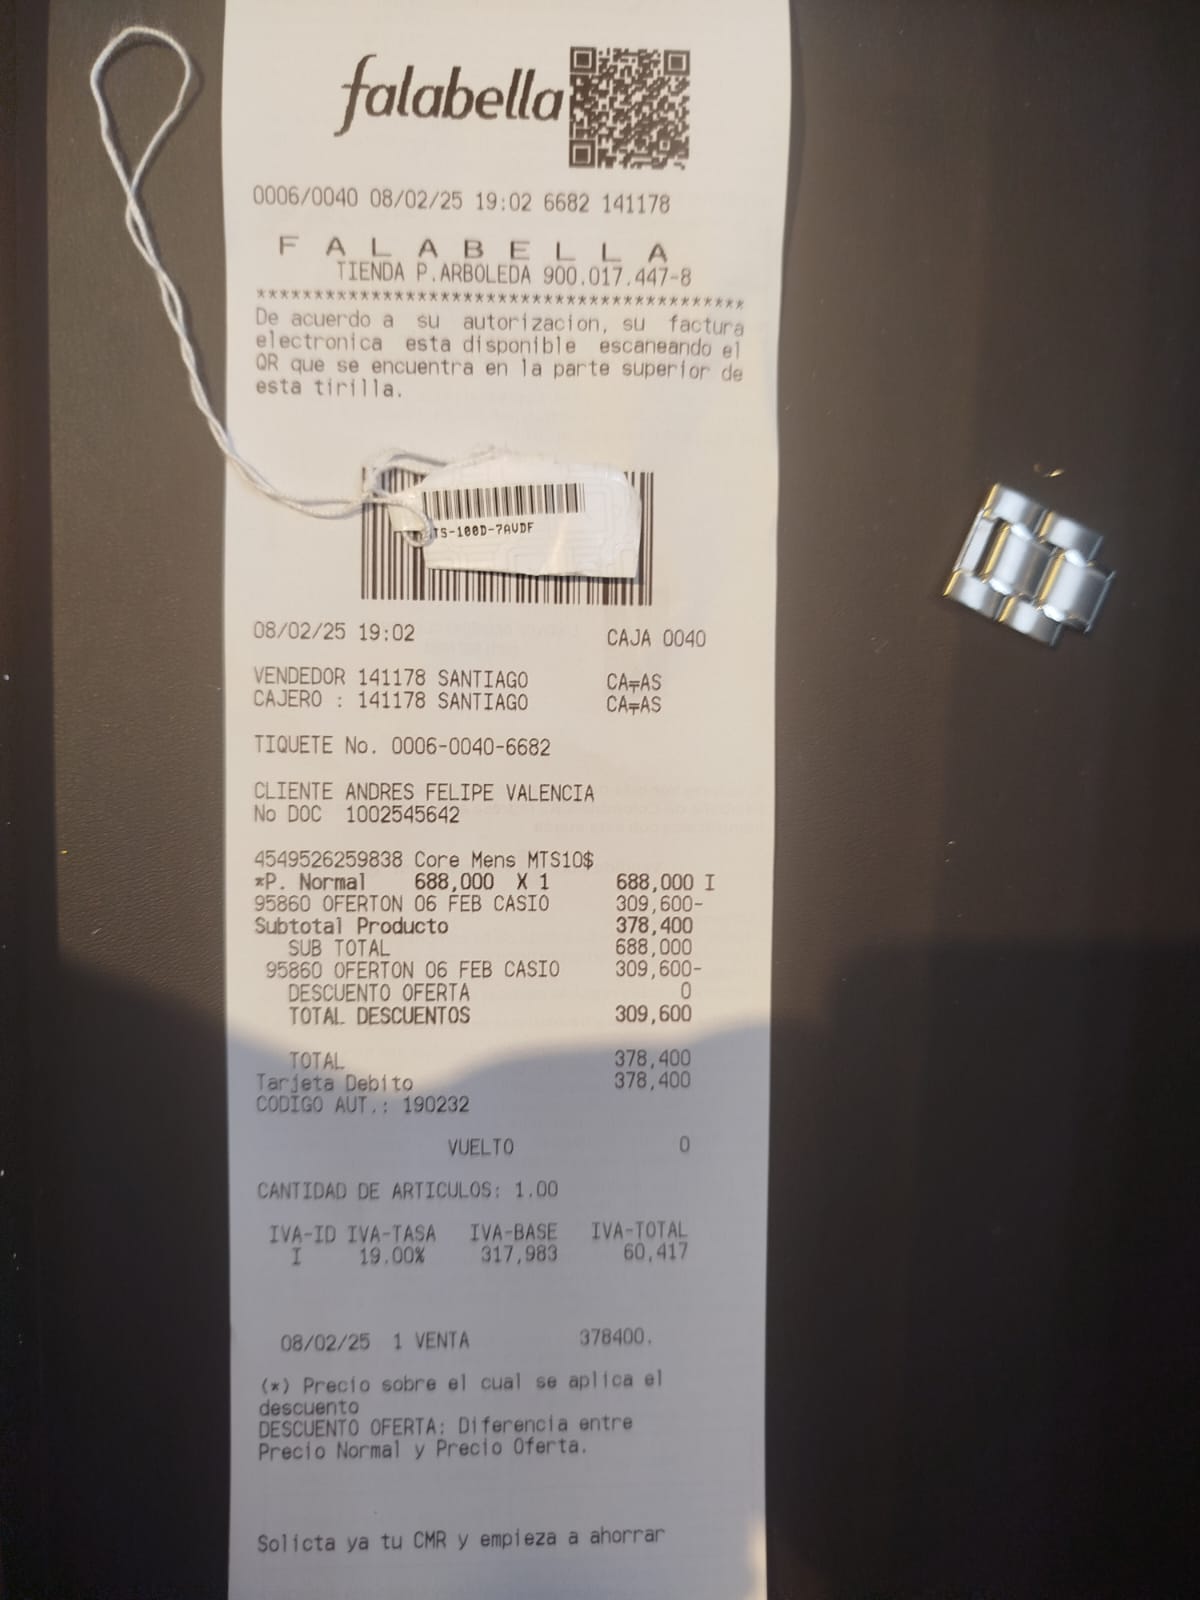 falabella
0006/0040 08/02/25 19:02 6682 141178
F A L A B E L L A
TIENDA P.ARBOLEDA 900.017.447-8
******************************************
De acuerdo a su autorizacion, su factura
electronica esta disponible escaneando el
QR que se encuentra en la parte superior de
esta tirilla.
TS-100D-7AVDF
08/02/25 19:02 CAJA 0040
VENDEDOR 141178 SANTIAGO CA╤AS
CAJERO : 141178 SANTIAGO CA╤AS
TIQUETE No. 0006-0040-6682
CLIENTE ANDRES FELIPE VALENCIA
No DOC 1002545642
4549526259838 Core Mens MTS10$
*P. Normal 688,000 X 1 688,000 I
95860 OFERTON 06 FEB CASIO 309,600-
Subtotal Producto 378,400
SUB TOTAL 688,000
95860 OFERTON 06 FEB CASIO 309,600-
DESCUENTO OFERTA 0
TOTAL DESCUENTOS 309,600
TOTAL 378,400
Tarjeta Debito 378,400
CODIGO AUT.: 190232
VUELTO 0
CANTIDAD DE ARTICULOS: 1.00
IVA-ID IVA-TASA IVA-BASE IVA-TOTAL
I 19.00% 317,983 60,417
08/02/25 1 VENTA 378400.
(*) Precio sobre el cual se aplica el
descuento
DESCUENTO OFERTA: Diferencia entre
Precio Normal y Precio Oferta.
Solicta ya tu CMR y empieza a ahorrar